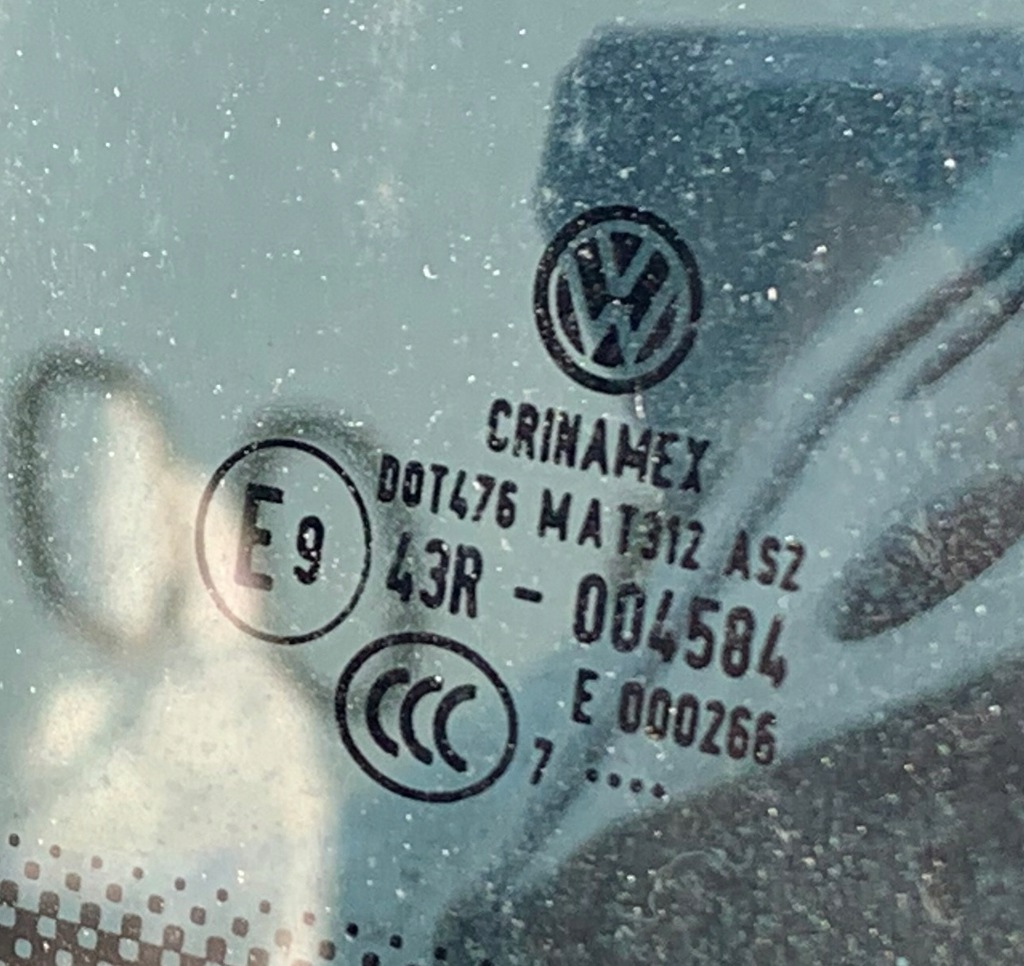 CRINAMEX
DOT476 MAT312 AS2
E9
43R - 004584
CCC
E 000266
7 ....